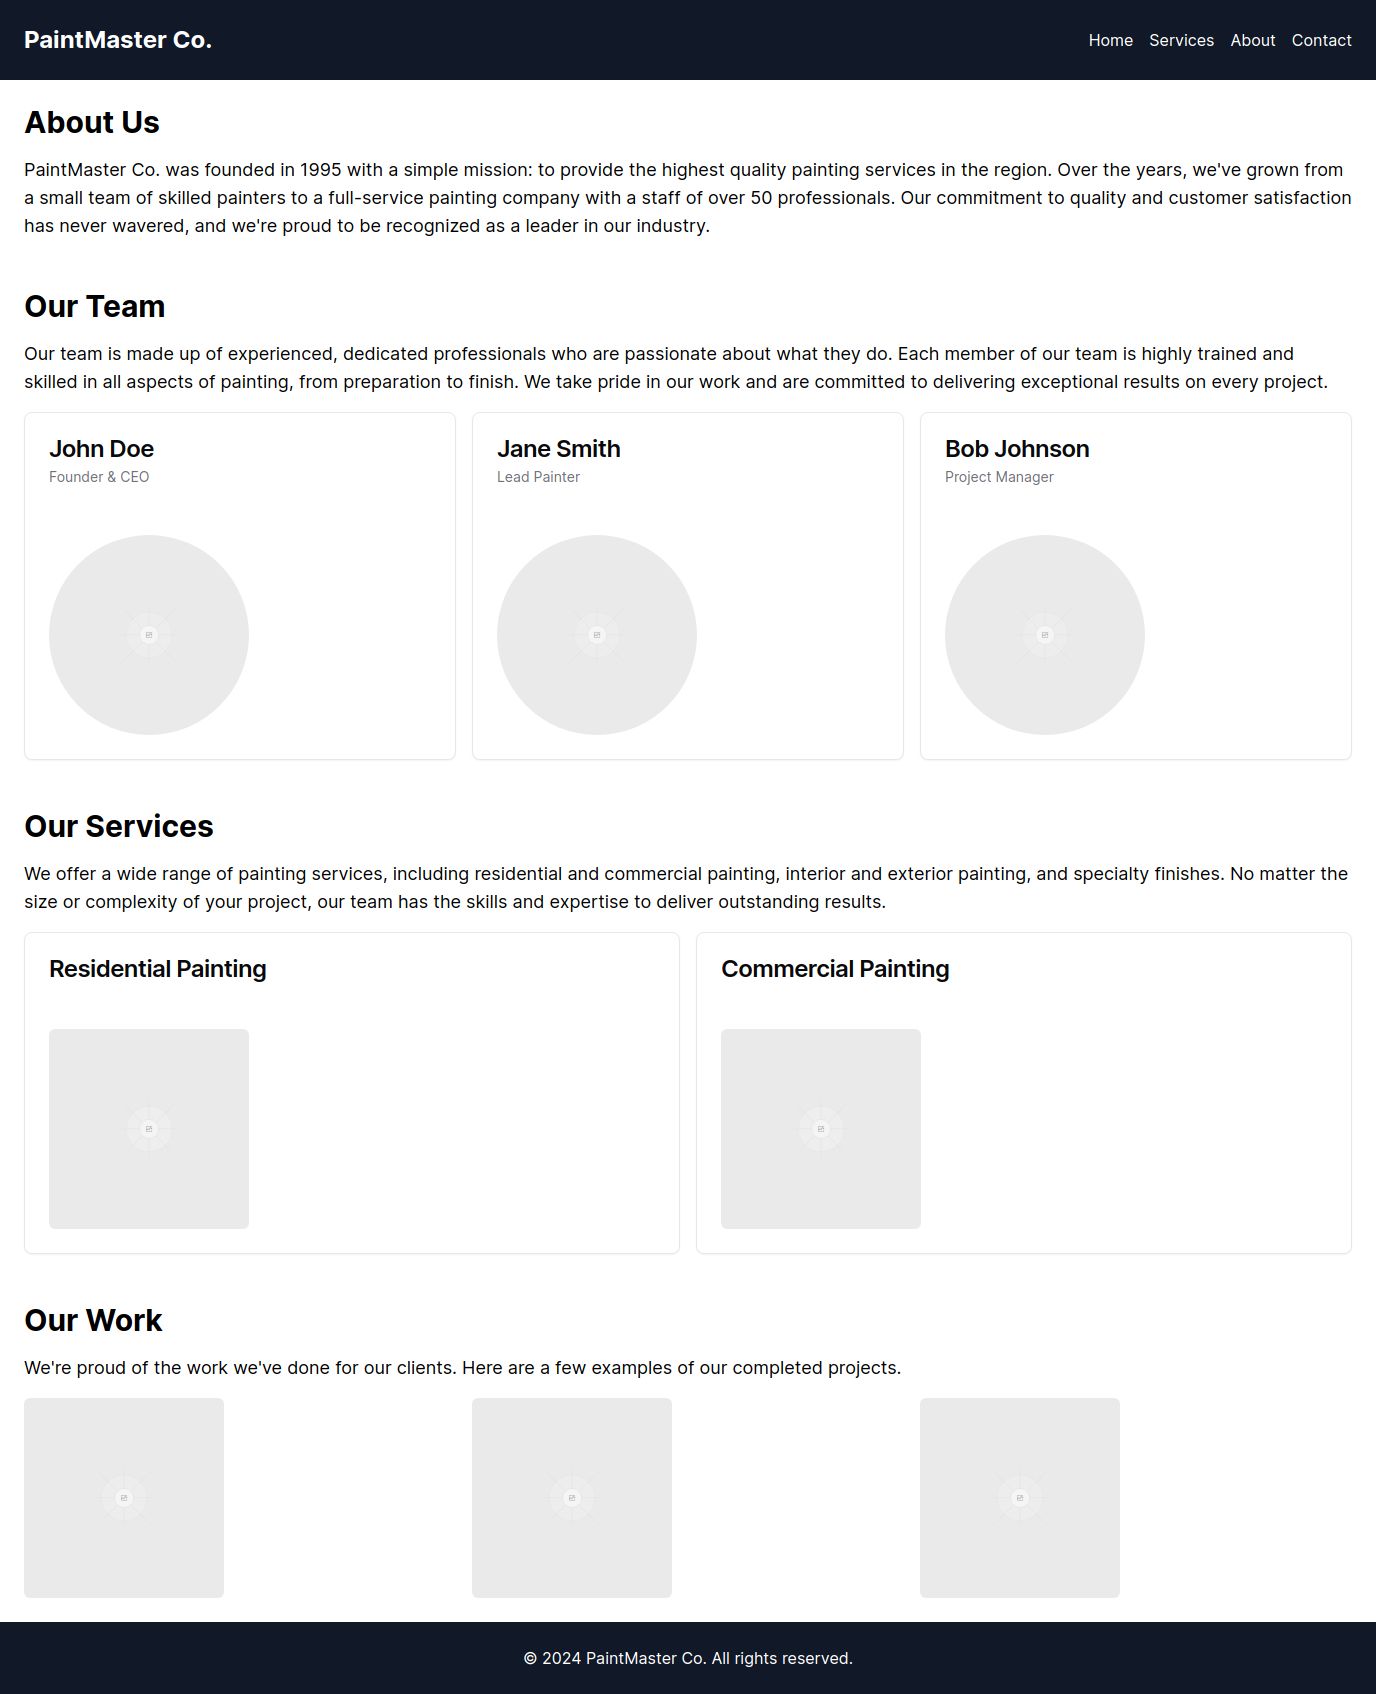 PaintMaster Co.
Home Services About Contact
About Us
PaintMaster Co. was founded in 1995 with a simple mission: to provide the highest quality painting services in the region. Over the years, we've grown from
a small team of skilled painters to a full-service painting company with a staff of over 50 professionals. Our commitment to quality and customer satisfaction
has never wavered, and we're proud to be recognized as a leader in our industry.
Our Team
Our team is made up of experienced, dedicated professionals who are passionate about what they do. Each member of our team is highly trained and
skilled in all aspects of painting, from preparation to finish. We take pride in our work and are committed to delivering exceptional results on every project.
John Doe
Founder & CEO
Jane Smith
Lead Painter
Bob Johnson
Project Manager
Our Services
We offer a wide range of painting services, including residential and commercial painting, interior and exterior painting, and specialty finishes. No matter the
size or complexity of your project, our team has the skills and expertise to deliver outstanding results.
Residential Painting
Commercial Painting
Our Work
We're proud of the work we've done for our clients. Here are a few examples of our completed projects.
© 2024 PaintMaster Co. All rights reserved.